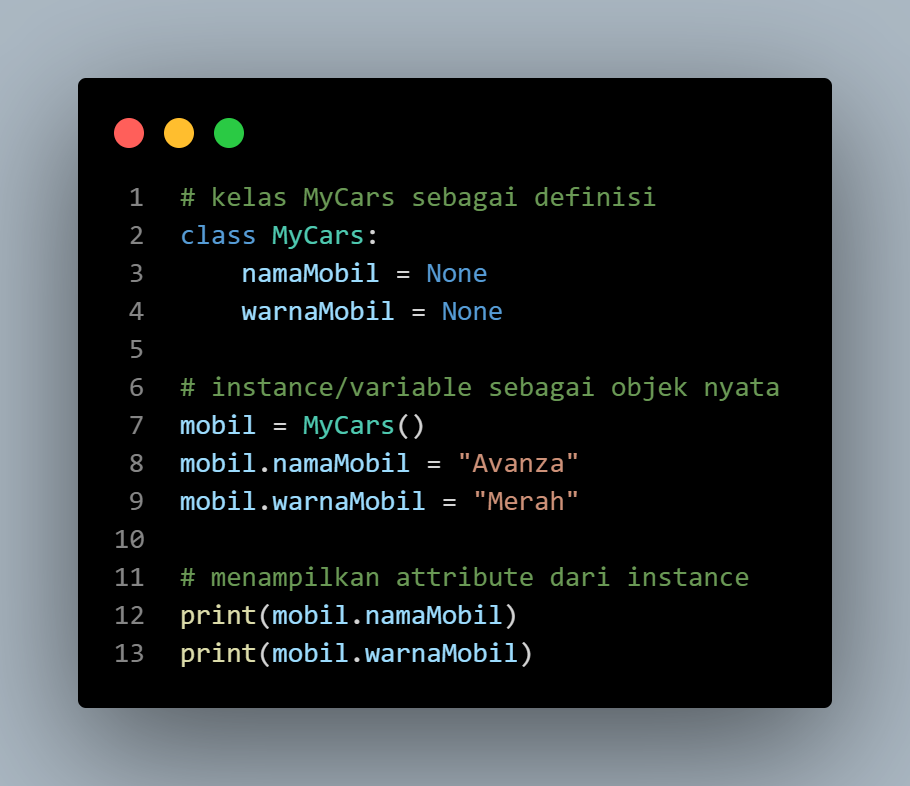 1 # kelas MyCars sebagai definisi
2 class MyCars:
3     namaMobil = None
4     warnaMobil = None
5
6 # instance/variable sebagai objek nyata
7 mobil = MyCars()
8 mobil.namaMobil = "Avanza"
9 mobil.warnaMobil = "Merah"
10
11 # menampilkan attribute dari instance
12 print(mobil.namaMobil)
13 print(mobil.warnaMobil)